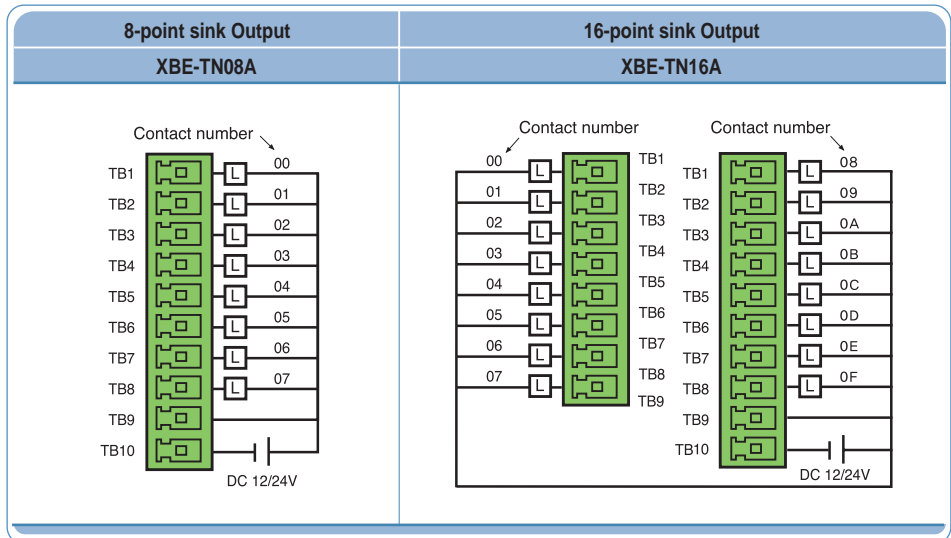 8-point sink Output
XBE-TN08A
Contact number
TB1 L 00
TB2 L 01
TB3 L 02
TB4 L 03
TB5 L 04
TB6 L 05
TB7 L 06
TB8 L 07
TB9
TB10
DC 12/24V
16-point sink Output
XBE-TN16A
Contact number
00 L TB1
01 L TB2
02 L TB3
03 L TB4
04 L TB5
05 L TB6
06 L TB7
07 L TB8
TB9
Contact number
TB1 L 08
TB2 L 09
TB3 L 0A
TB4 L 0B
TB5 L 0C
TB6 L 0D
TB7 L 0E
TB8 L 0F
TB9
TB10
DC 12/24V